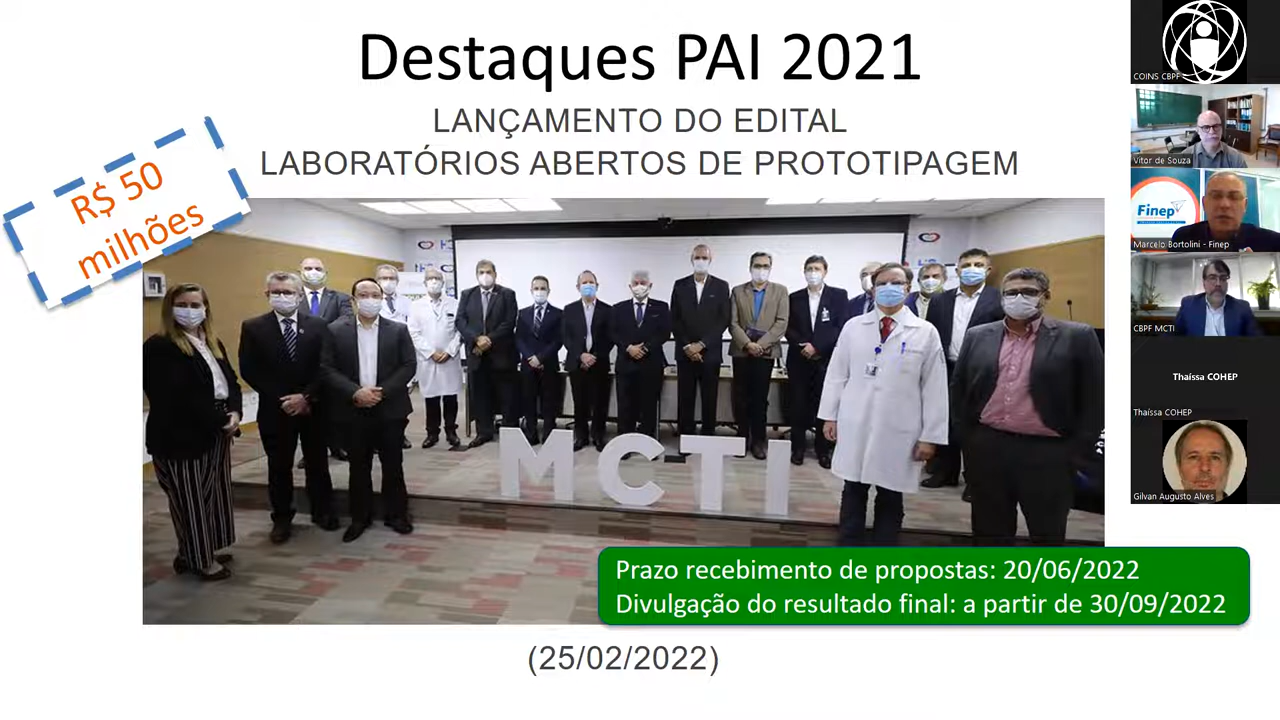 Destaques PAI 2021
LANÇAMENTO DO EDITAL
LABORATÓRIOS ABERTOS DE PROTOTIPAGEM
R$ 50
milhões
MCTI
Prazo recebimento de propostas: 20/06/2022
Divulgação do resultado final: a partir de 30/09/2022
(25/02/2022)
COINS CBPF
Vitor de Souza
Finep
Marcelo Bortolini - Finep
CBPF MCTI
Thaíssa COHEP
Thaíssa COHEP
Gilvan Augusto Alves